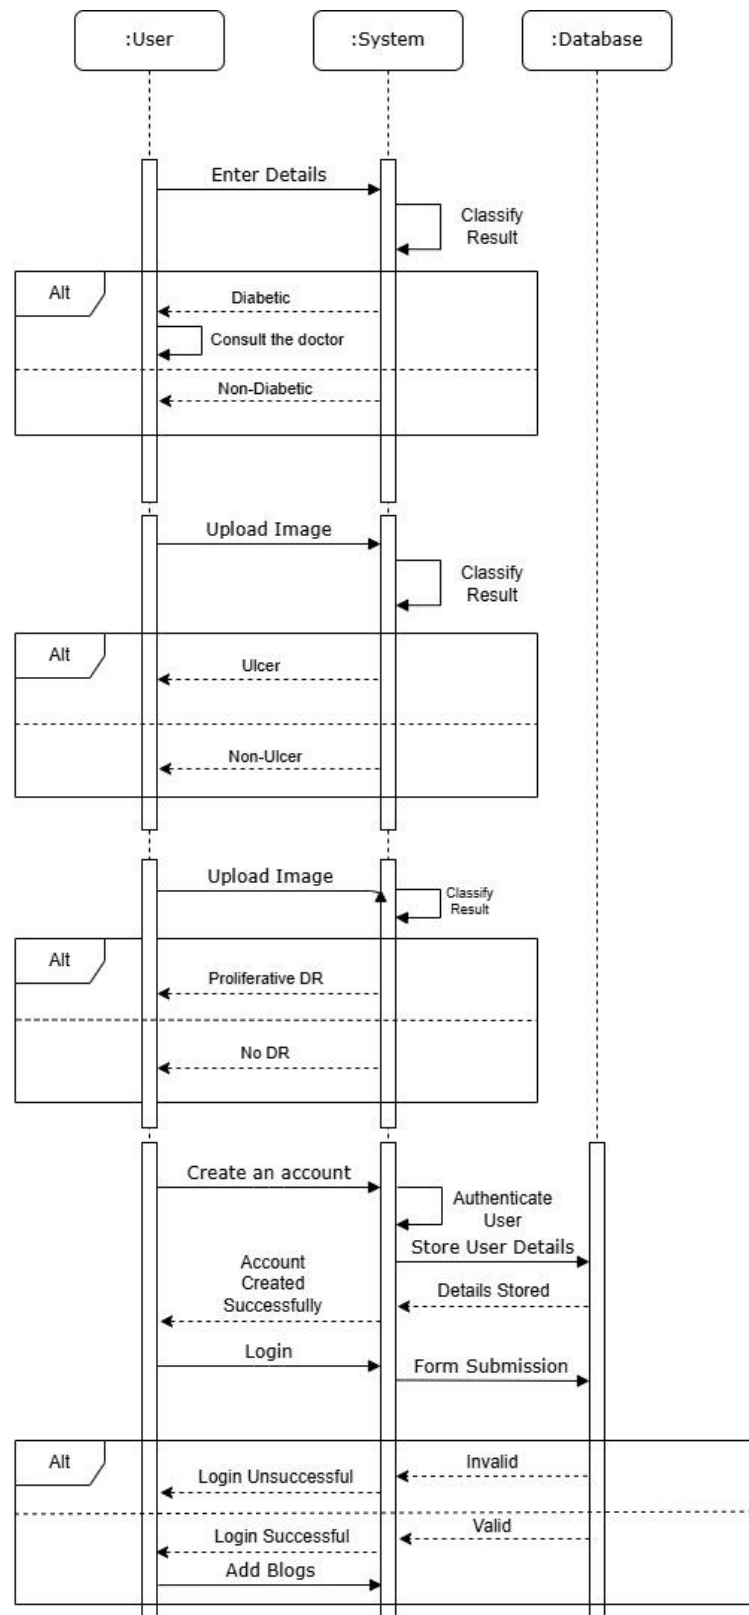 :User
:System
:Database
Enter Details
Classify
Result
Alt
Diabetic
Consult the doctor
Non-Diabetic
Upload Image
Classify
Result
Alt
Ulcer
Non-Ulcer
Upload Image
Classify
Result
Alt
Proliferative DR
No DR
Create an account
Authenticate
User
Store User Details
Account
Created
Successfully
Details Stored
Login
Form Submission
Alt
Invalid
Login Unsuccessful
Valid
Login Successful
Add Blogs